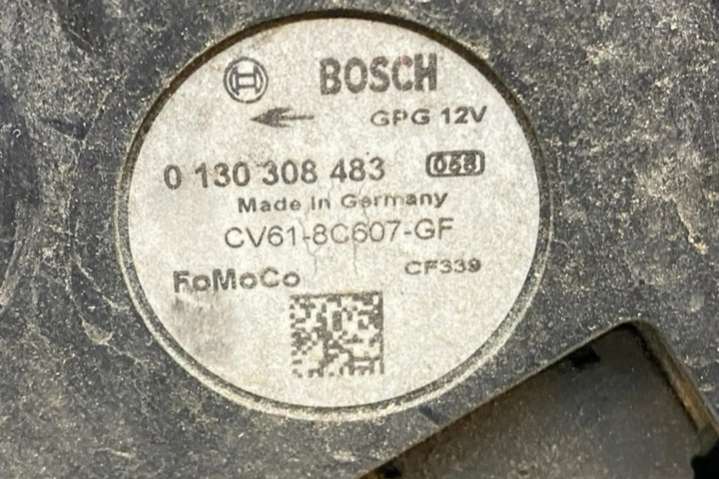 BOSCH
GPG 12V
0 130 308 483 068
Made in Germany
CV61-8C607-GF
FoMoCo CF339